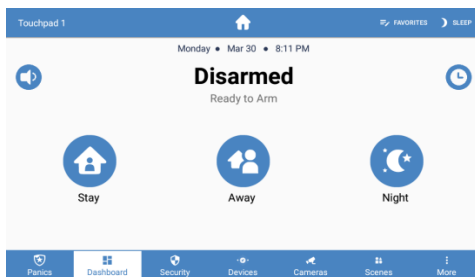 Touchpad 1
FAVORITES
SLEEP
Monday • Mar 30 • 8:11 PM
Disarmed
Ready to Arm
Stay
Away
Night
Panics
Dashboard
Security
Devices
Cameras
Scenes
More